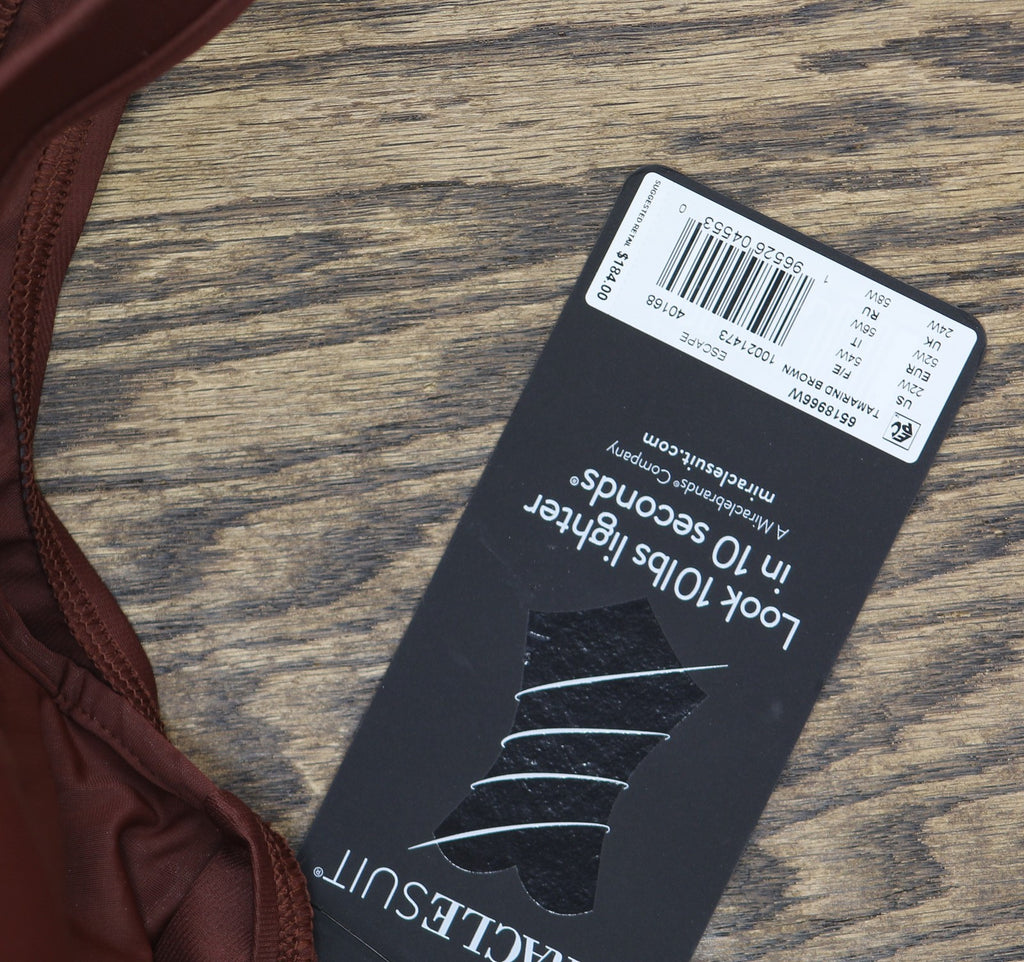 RACLESUIT®
Look 10lbs lighter
in 10 seconds®
A Miraclebrands® Company
miraclesuit.com
6518966W ESCAPE
TAMARIND BROWN 10021473 40168
US F/E
22W 54W
EUR IT
52W 56W
UK RU
24W 58W
1 96526 04553 0
SUGGESTED RETAIL $184.00